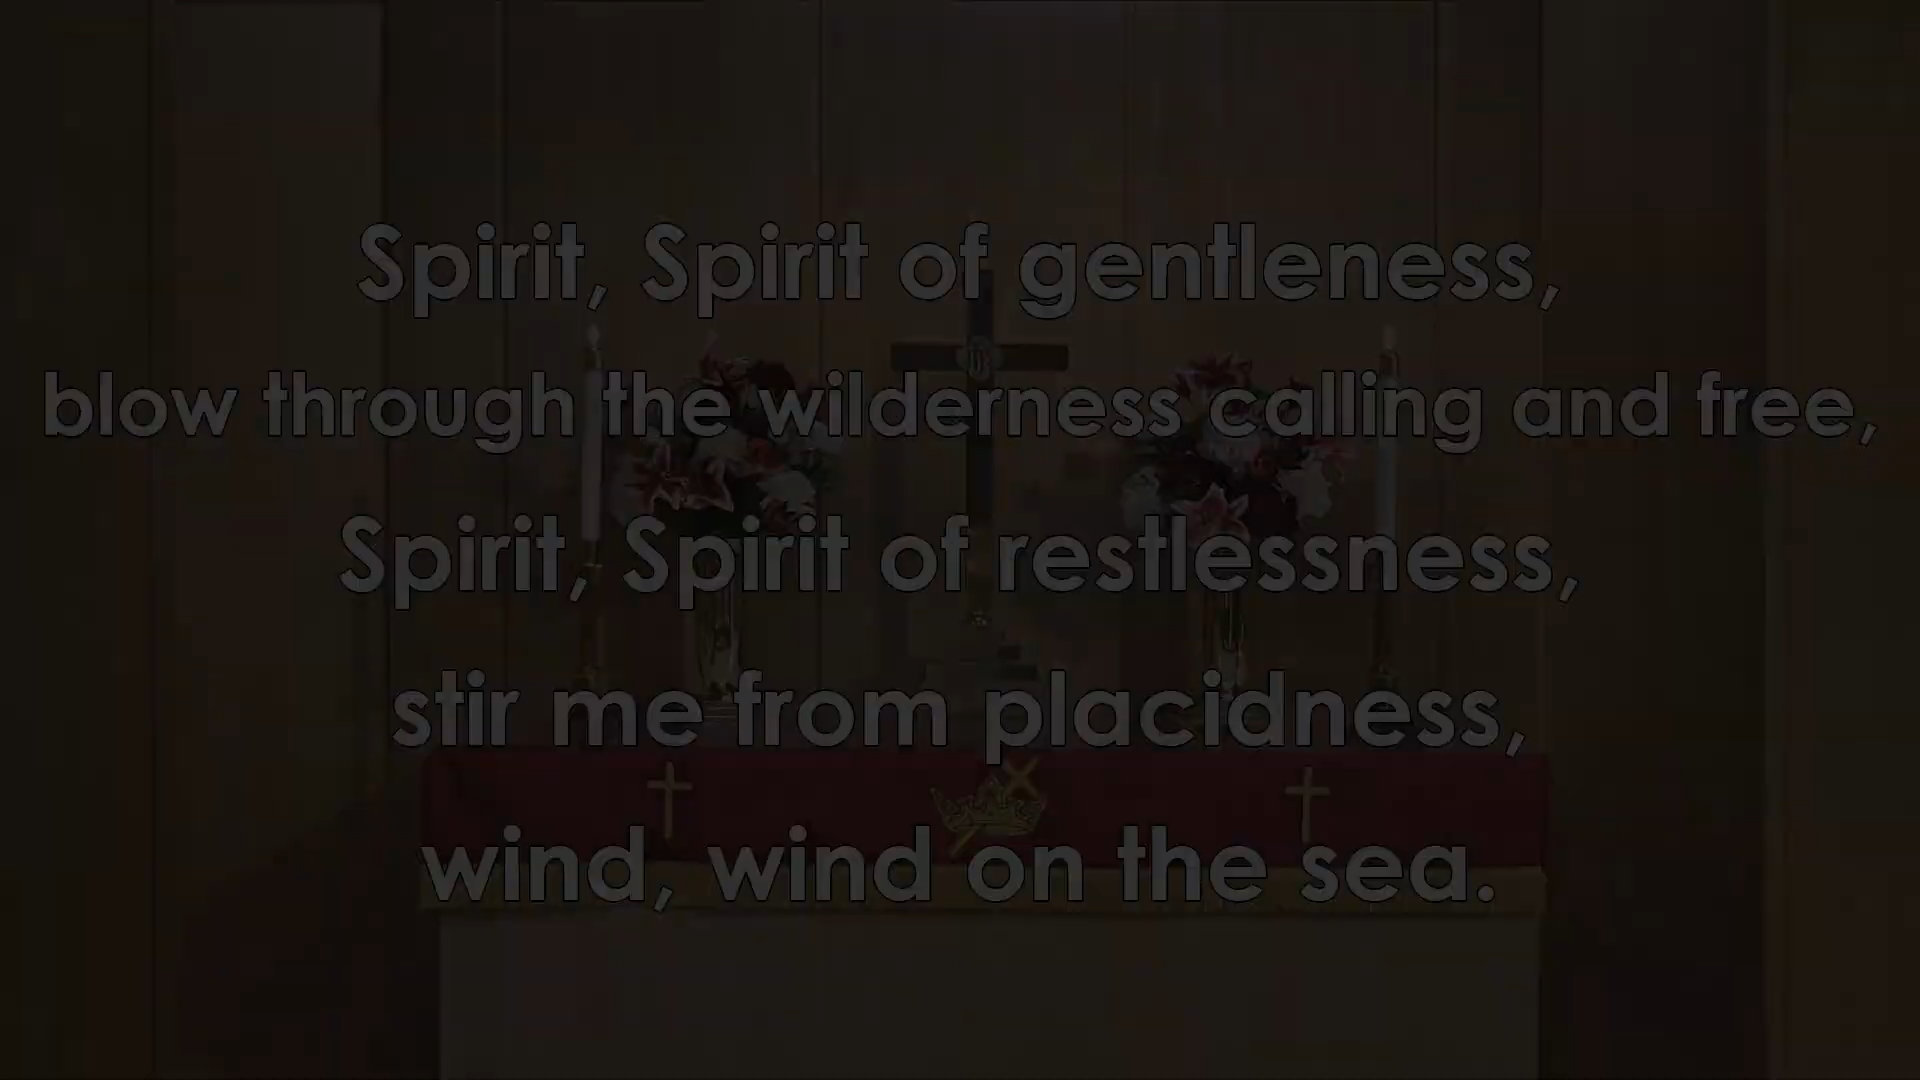 Spirit, Spirit of gentleness,
blow through the wilderness calling and free,
Spirit, Spirit of restlessness,
stir me from placidness,
wind, wind on the sea.